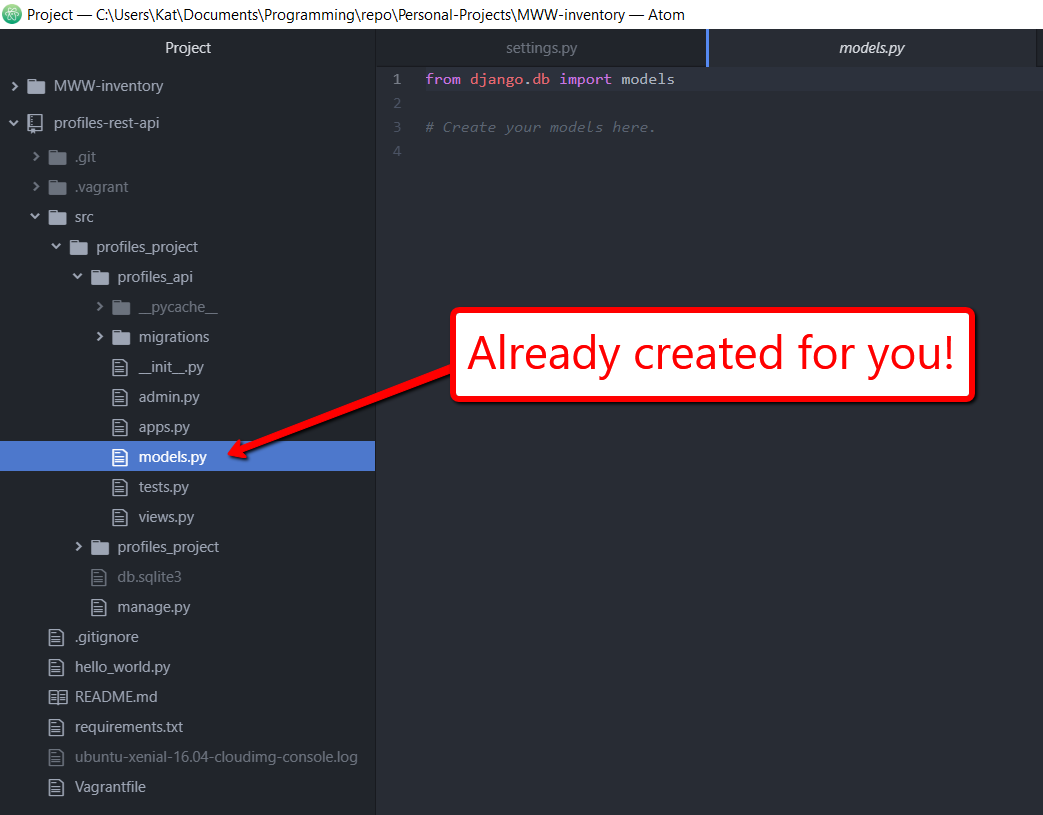 Project — C:\Users\Kat\Documents\Programming\repo\Personal-Projects\MWW-inventory — Atom
Project
MWW-inventory
profiles-rest-api
.git
.vagrant
src
profiles_project
profiles_api
__pycache__
migrations
__init__.py
admin.py
apps.py
models.py
tests.py
views.py
profiles_project
db.sqlite3
manage.py
.gitignore
hello_world.py
README.md
requirements.txt
ubuntu-xenial-16.04-cloudimg-console.log
Vagrantfile
settings.py
models.py
1 from django.db import models
2
3 # Create your models here.
4
Already created for you!